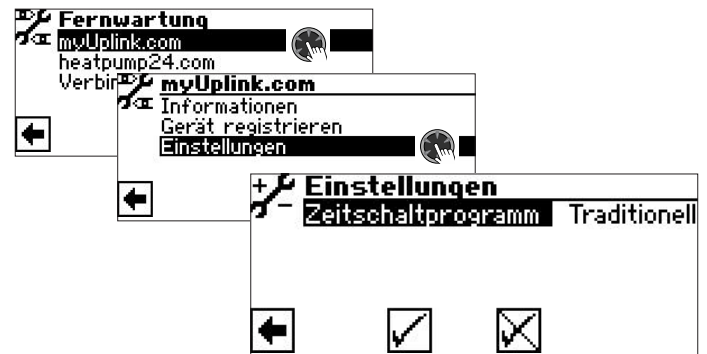 Fernwartung
myUplink.com
heatpump24.com
Verbin
myUplink.com
Informationen
Gerät registrieren
Einstellungen
Einstellungen
Zeitschaltprogramm Traditionell